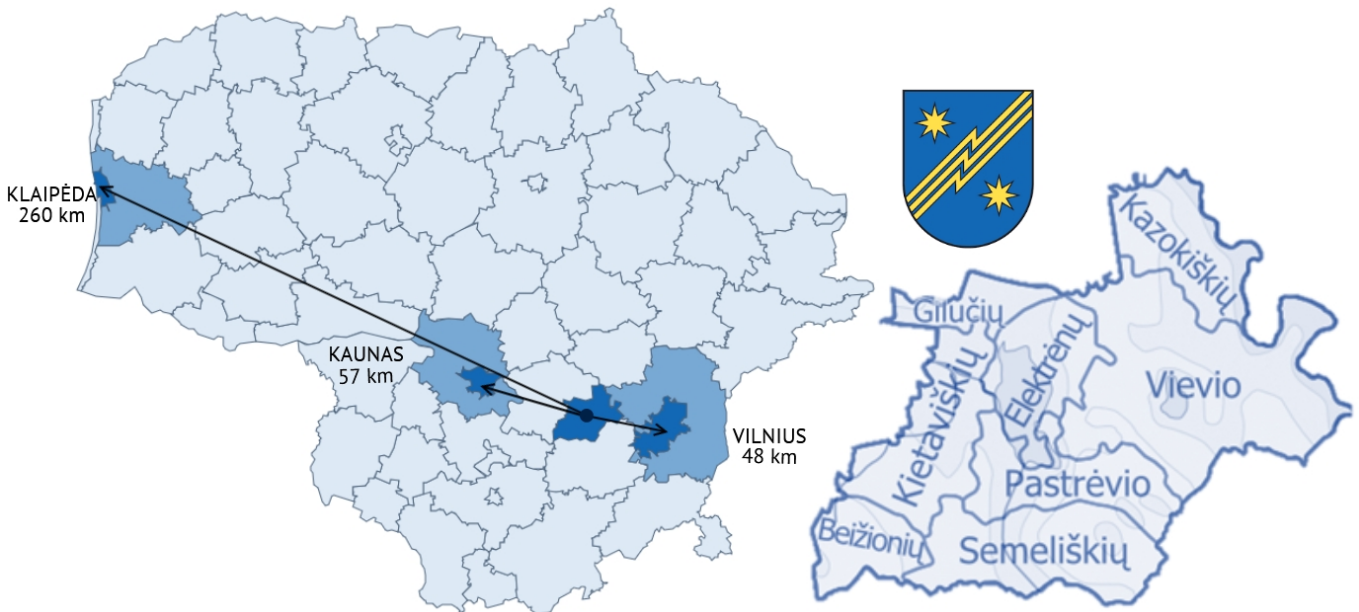 KLAIPĖDA
260 km
KAUNAS
57 km
VILNIUS
48 km
Kazokiškių
Gilučių
Elektrėnų
Kietaviškių
Vievio
Pastrėvio
Beižionių
Semeliškių